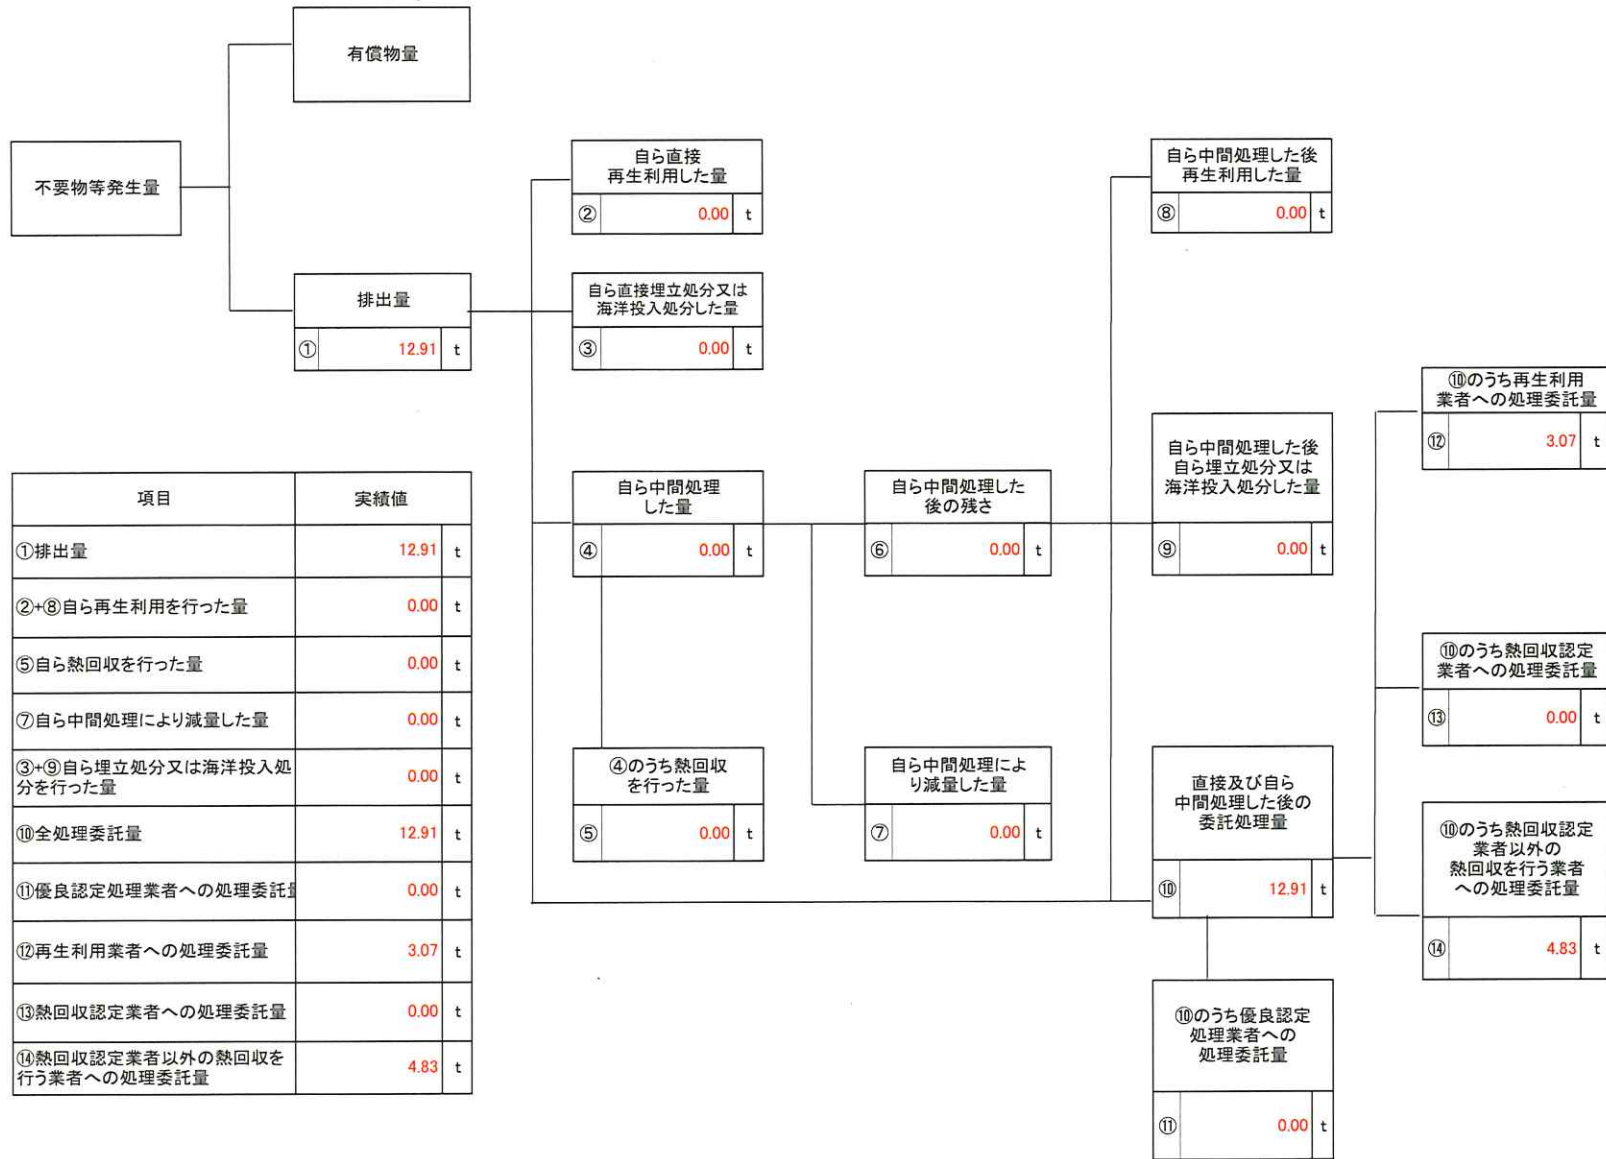 有償物量
不要物等発生量
排出量
① 12.91 t
自ら直接
再生利用した量
② 0.00 t
自ら直接埋立処分又は
海洋投入処分した量
③ 0.00 t
自ら中間処理
した量
④ 0.00 t
④のうち熱回収
を行った量
⑤ 0.00 t
自ら中間処理した
後の残さ
⑥ 0.00 t
自ら中間処理によ
り減量した量
⑦ 0.00 t
自ら中間処理した後
再生利用した量
⑧ 0.00 t
自ら中間処理した後
自ら埋立処分又は
海洋投入処分した量
⑨ 0.00 t
直接及び自ら
中間処理した後の
委託処理量
⑩ 12.91 t
⑩のうち優良認定
処理業者への
処理委託量
⑪ 0.00 t
⑩のうち再生利用
業者への処理委託量
⑫ 3.07 t
⑩のうち熱回収認定
業者への処理委託量
⑬ 0.00 t
⑩のうち熱回収認定
業者以外の
熱回収を行う業者
への処理委託量
⑭ 4.83 t
項目 実績値
①排出量 12.91 t
②+⑧自ら再生利用を行った量 0.00 t
⑤自ら熱回収を行った量 0.00 t
⑦自ら中間処理により減量した量 0.00 t
③+⑨自ら埋立処分又は海洋投入処
分を行った量 0.00 t
⑩全処理委託量 12.91 t
⑪優良認定処理業者への処理委託量 0.00 t
⑫再生利用業者への処理委託量 3.07 t
⑬熱回収認定業者への処理委託量 0.00 t
⑭熱回収認定業者以外の熱回収を
行う業者への処理委託量 4.83 t